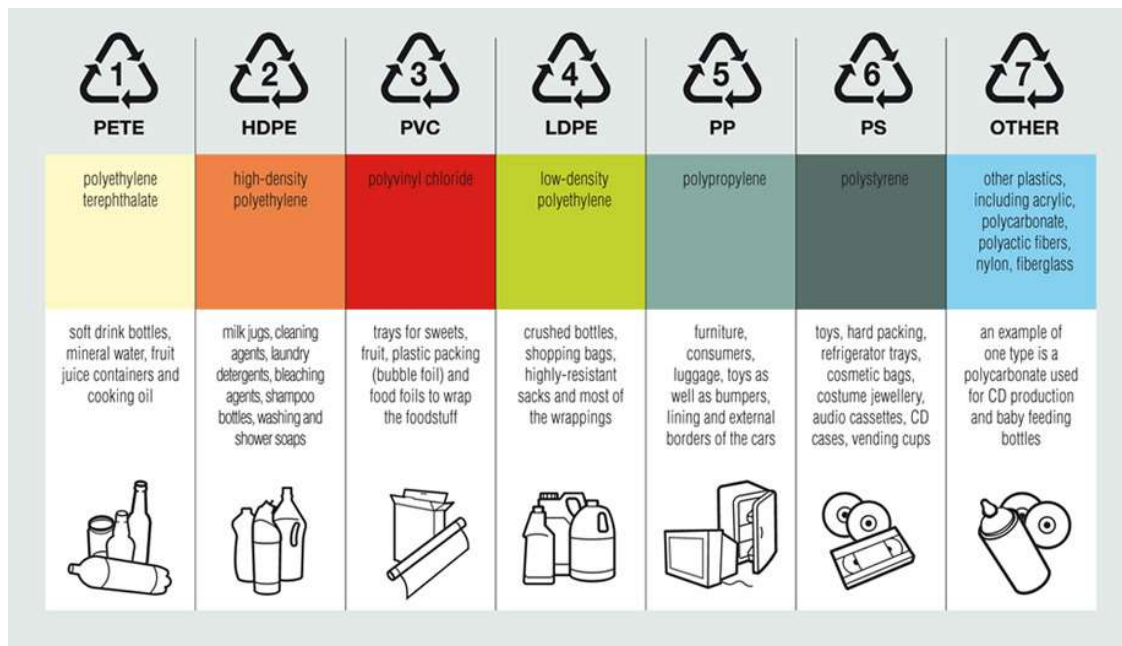 1
PETE
polyethylene
terephthalate
soft drink bottles,
mineral water, fruit
juice containers and
cooking oil
2
HDPE
high-density
polyethylene
milk jugs, cleaning
agents, laundry
detergents, bleaching
agents, shampoo
bottles, washing and
shower soaps
3
PVC
polyvinyl chloride
trays for sweets,
fruit, plastic packing
(bubble foil) and
food foils to wrap
the foodstuff
4
LDPE
low-density
polyethylene
crushed bottles,
shopping bags,
highly-resistant
sacks and most of
the wrappings
5
PP
polypropylene
furniture,
consumers,
luggage, toys as
well as bumpers,
lining and external
borders of the cars
6
PS
polystyrene
toys, hard packing,
refrigerator trays,
cosmetic bags,
costume jewellery,
audio cassettes, CD
cases, vending cups
7
OTHER
other plastics,
including acrylic,
polycarbonate,
polyactic fibers,
nylon, fiberglass
an example of
one type is a
polycarbonate used
for CD production
and baby feeding
bottles